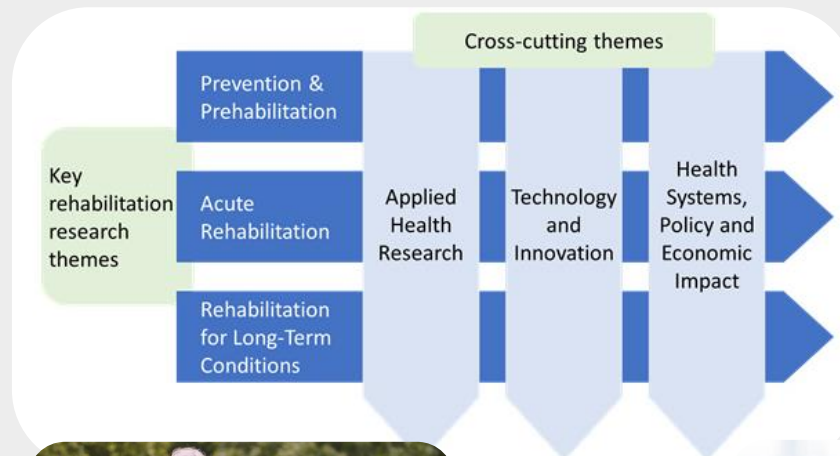 Cross-cutting themes
Prevention &
Prehabilitation
Key
rehabilitation
research
themes
Acute
Rehabilitation
Rehabilitation
for Long-Term
Conditions
Applied
Health
Research
Technology
and
Innovation
Health
Systems,
Policy and
Economic
Impact